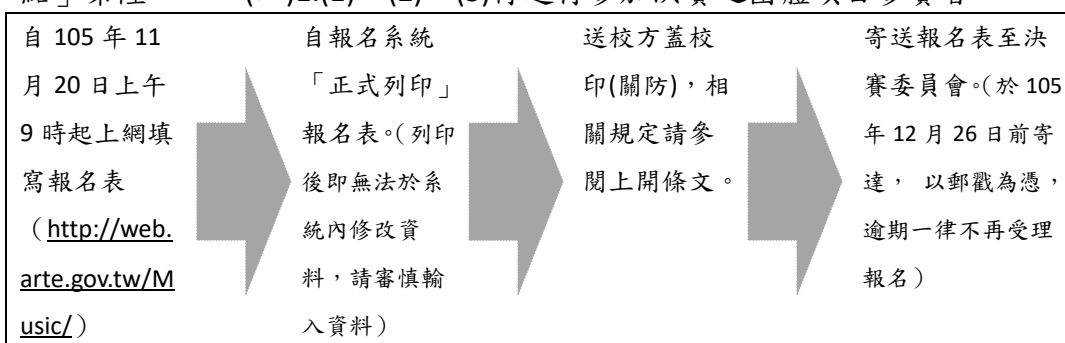 自 105 年 11
月 20 日上午
9 時起上網填
寫報名表
（http://web.
arte.gov.tw/M
usic/）
自報名系統
「正式列印」
報名表。（列印
後即無法於系
統內修改資
料，請審慎輸
入資料）
送校方蓋校
印(關防)，相
關規定請參
閱上開條文。
寄送報名表至決
賽委員會。（於 105
年 12 月 26 日前寄
達， 以郵戳為憑，
逾期一律不再受理
報名）